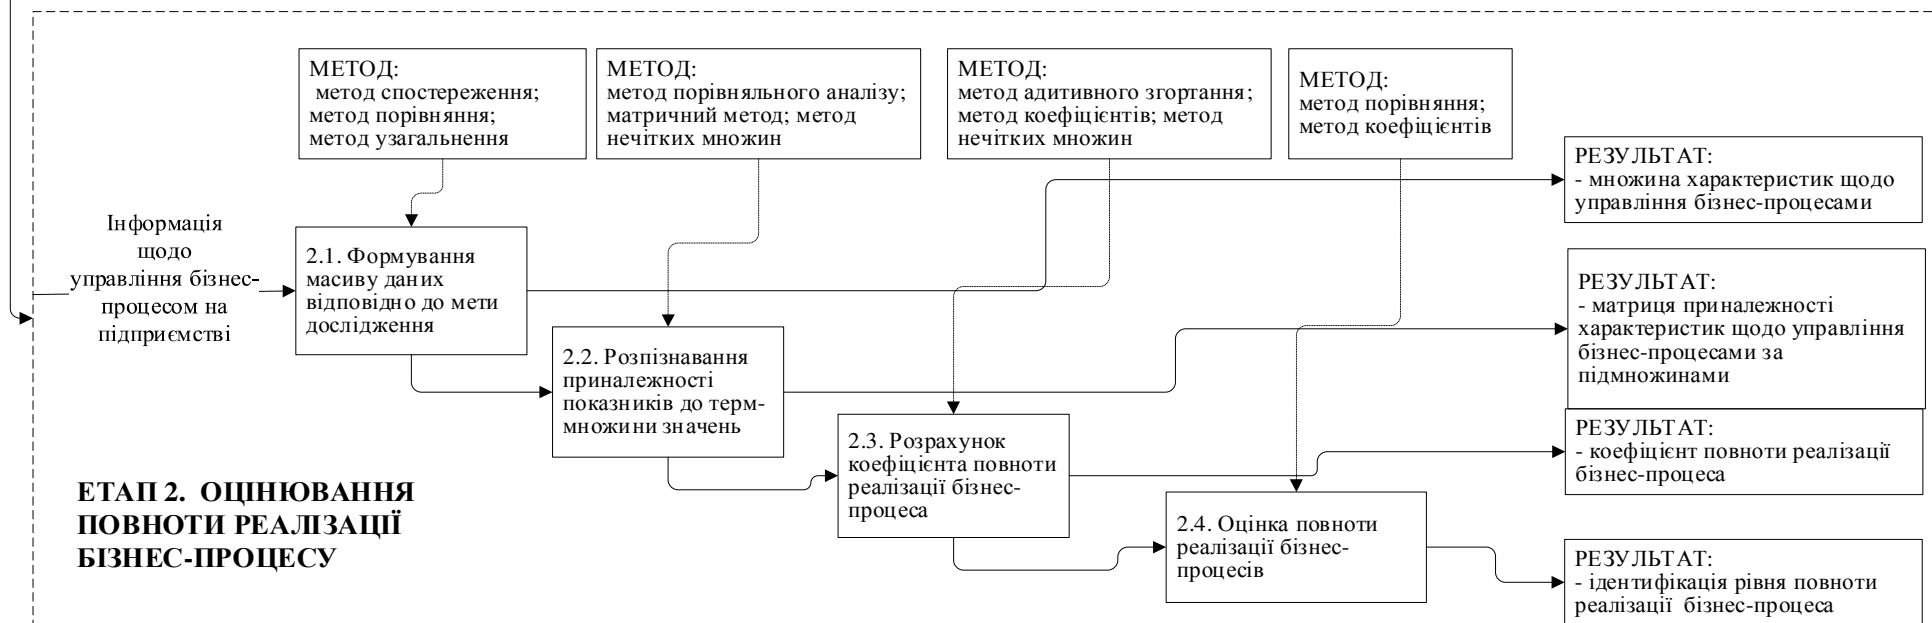 МЕТОД:
метод спостереження;
метод порівняння;
метод узагальнення
МЕТОД:
метод порівняльного аналізу;
матричний метод; метод
нечітких множин
МЕТОД:
метод адитивного згортання;
метод коефіцієнтів; метод
нечітких множин
МЕТОД:
метод порівняння;
метод коефіцієнтів
РЕЗУЛЬТАТ:
- множина характеристик щодо
управління бізнес-процесами
Інформація
щодо
управління бізнес-
процесом на
підприємстві
2.1. Формування
масиву даних
відповідно до мети
дослідження
РЕЗУЛЬТАТ:
- матриця приналежності
характеристик щодо управління
бізнес-процесами за
підмножинами
2.2. Розпізнавання
приналежності
показників до терм-
множини значень
2.3. Розрахунок
коефіцієнта повноти
реалізації бізнес-
процеса
РЕЗУЛЬТАТ:
- коефіцієнт повноти реалізації
бізнес-процеса
ЕТАП 2. ОЦІНЮВАННЯ
ПОВНОТИ РЕАЛІЗАЦІЇ
БІЗНЕС-ПРОЦЕСУ
2.4. Оцінка повноти
реалізації бізнес-
процесів
РЕЗУЛЬТАТ:
- ідентифікація рівня повноти
реалізації бізнес-процеса